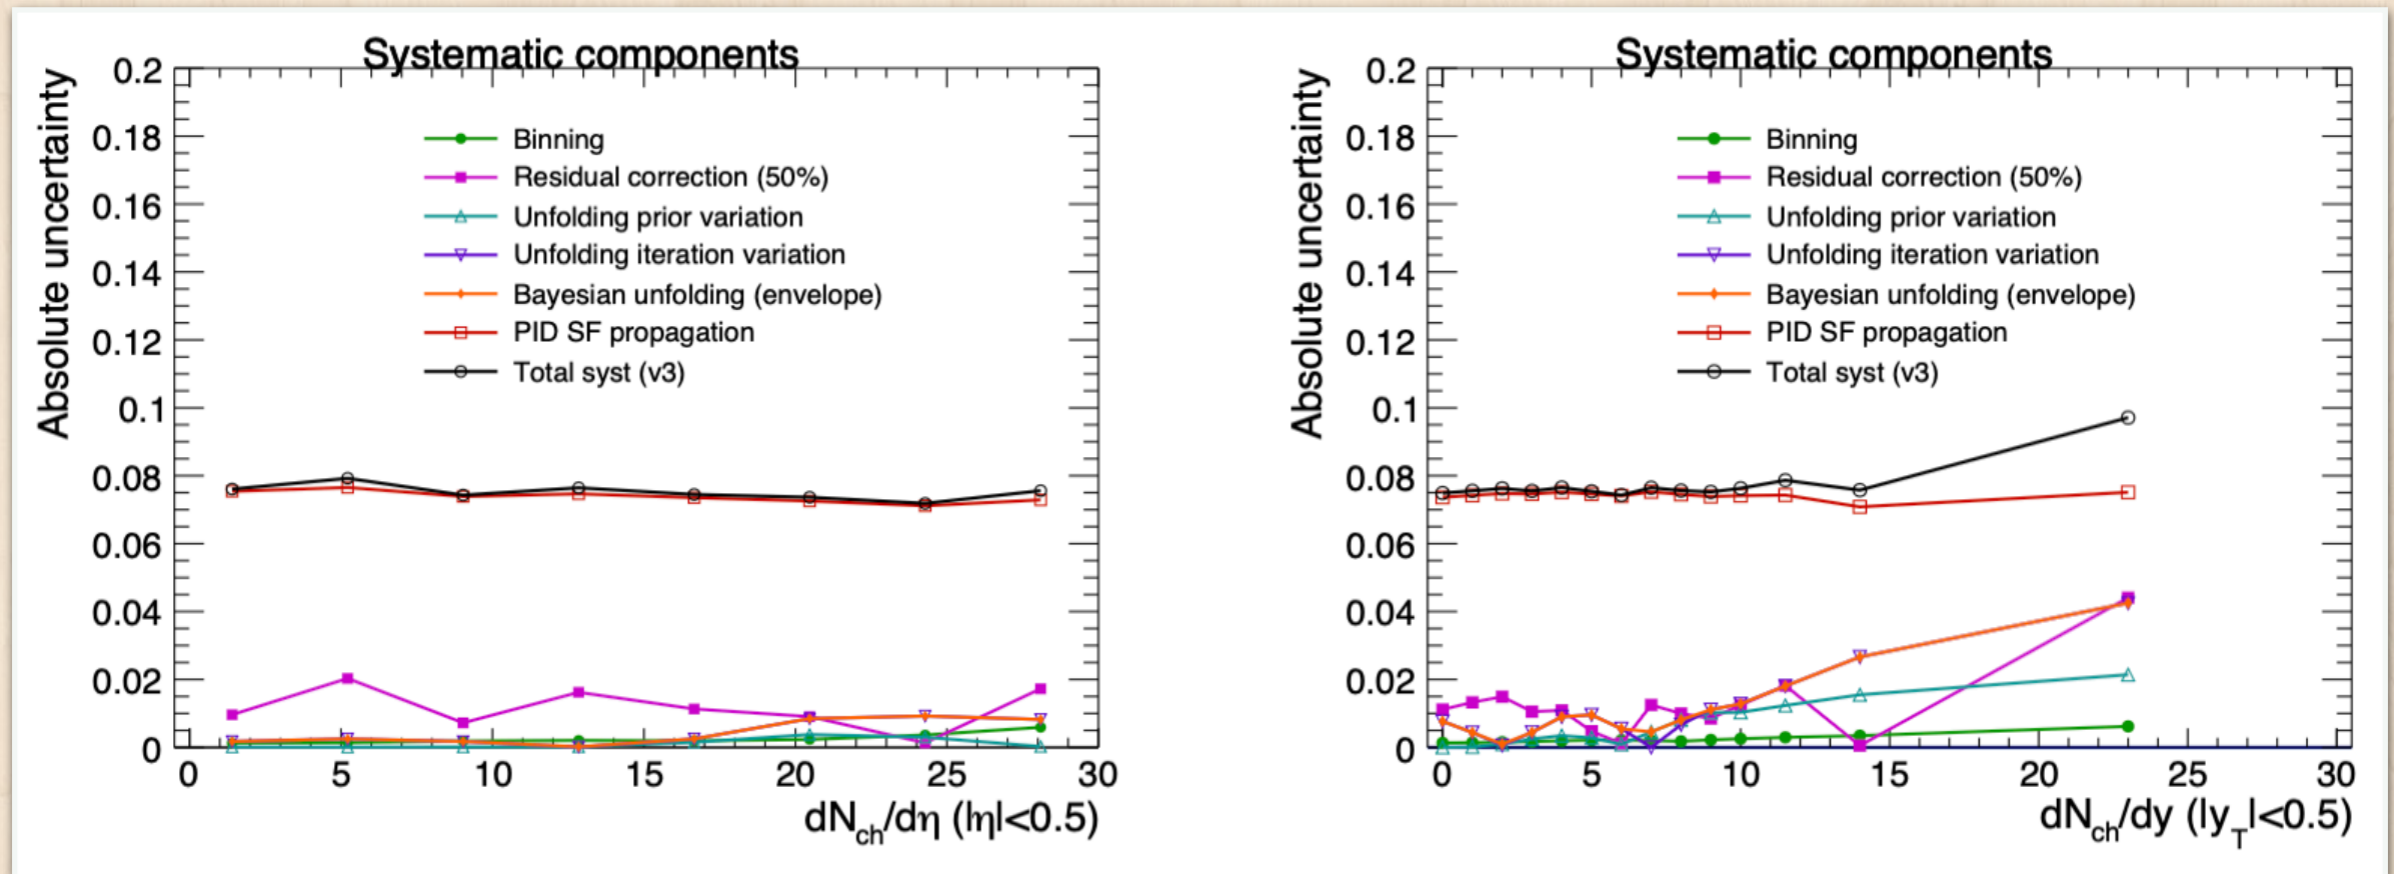 Systematic components
Absolute uncertainty
0.2
0.18
0.16
0.14
0.12
0.1
0.08
0.06
0.04
0.02
0
Binning
Residual correction (50%)
Unfolding prior variation
Unfolding iteration variation
Bayesian unfolding (envelope)
PID SF propagation
Total syst (v3)
0 5 10 15 20 25 30
dN_ch/dη (|η|<0.5)
Systematic components
Absolute uncertainty
0.2
0.18
0.16
0.14
0.12
0.1
0.08
0.06
0.04
0.02
0
Binning
Residual correction (50%)
Unfolding prior variation
Unfolding iteration variation
Bayesian unfolding (envelope)
PID SF propagation
Total syst (v3)
0 5 10 15 20 25 30
dN_ch/dy (|y_T|<0.5)